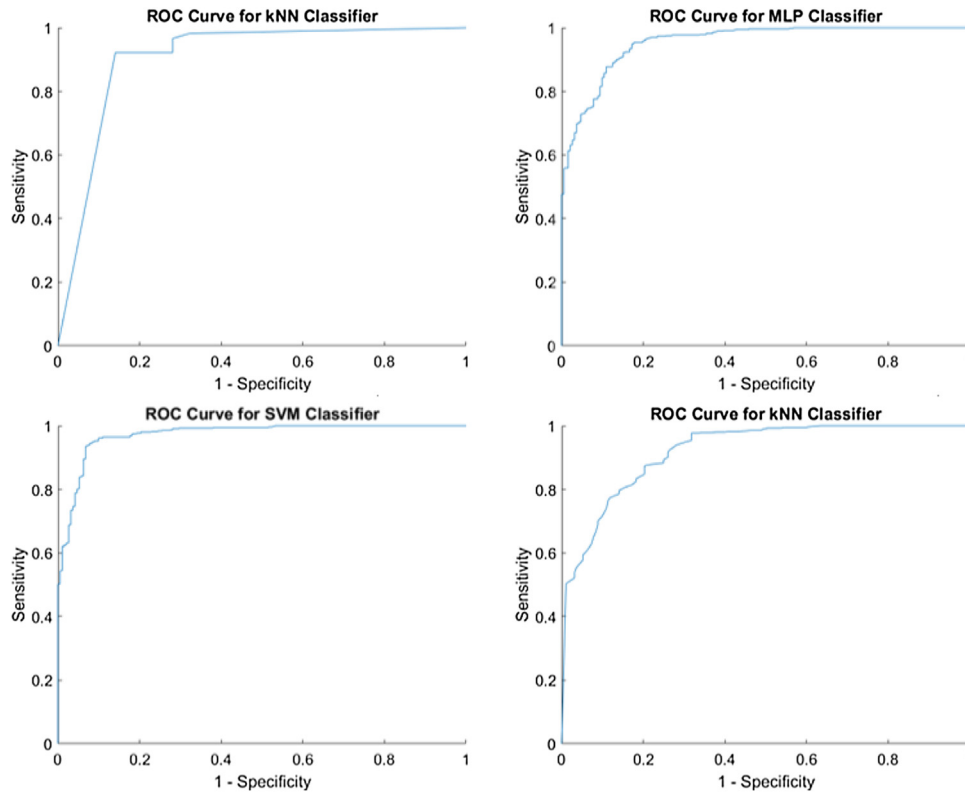 ROC Curve for kNN Classifier
1
0.8
0.6
0.4
0.2
0
Sensitivity
0 0.2 0.4 0.6 0.8 1
1 - Specificity
ROC Curve for MLP Classifier
1
0.8
0.6
0.4
0.2
0
Sensitivity
0 0.2 0.4 0.6 0.8
1 - Specificity
ROC Curve for SVM Classifier
1
0.8
0.6
0.4
0.2
0
Sensitivity
0 0.2 0.4 0.6 0.8 1
1 - Specificity
ROC Curve for kNN Classifier
1
0.8
0.6
0.4
0.2
0
Sensitivity
0 0.2 0.4 0.6 0.8
1 - Specificity